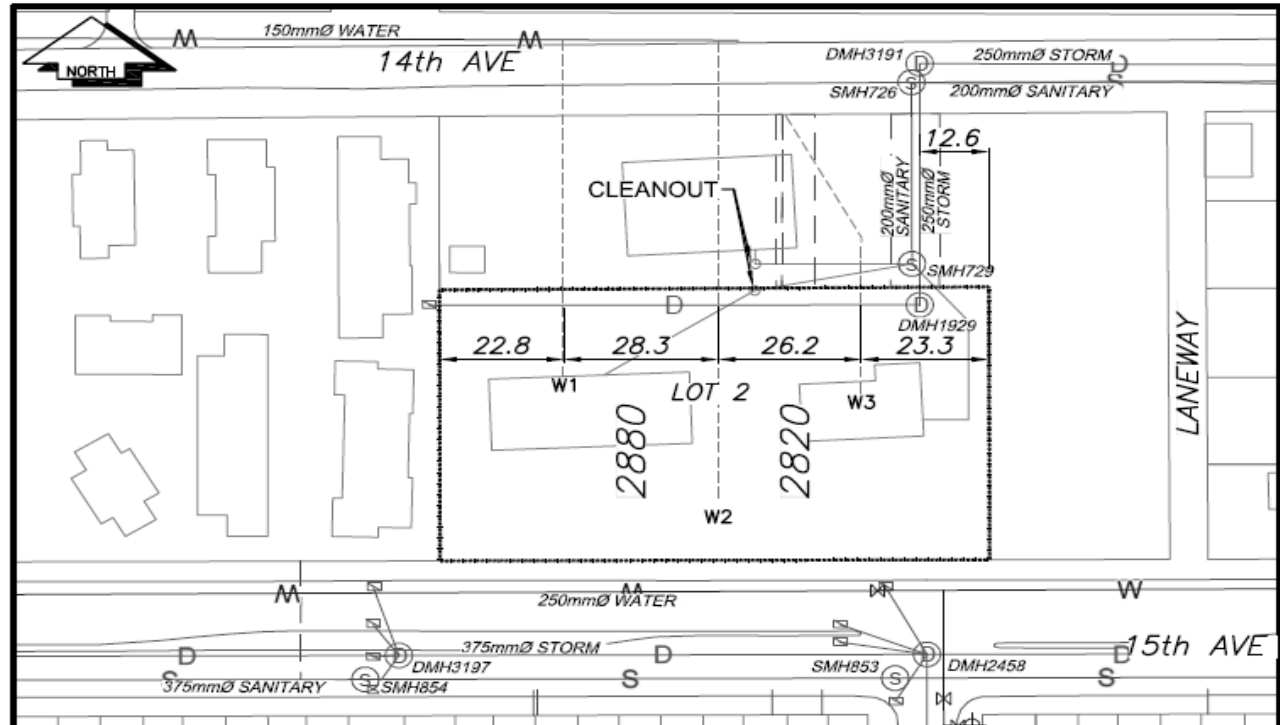 150mmØ WATER
W
W
14th AVE
NORTH
DMH3191
D
250mmØ STORM
D
SMH726
S
200mmØ SANITARY
S
12.6
200mmØ
SANITARY
250mmØ
STORM
CLEANOUT
S
SMH729
D
D
DMH1929
22.8
28.3
26.2
23.3
W1
LOT 2
W3
2880
2820
W2
LANEWAY
W
W
W
250mmØ WATER
375mmØ STORM
15th AVE
D
D
DMH3197
D
SMH853
D
DMH2458
D
S
375mmØ SANITARY
S
SMH854
S
S
S